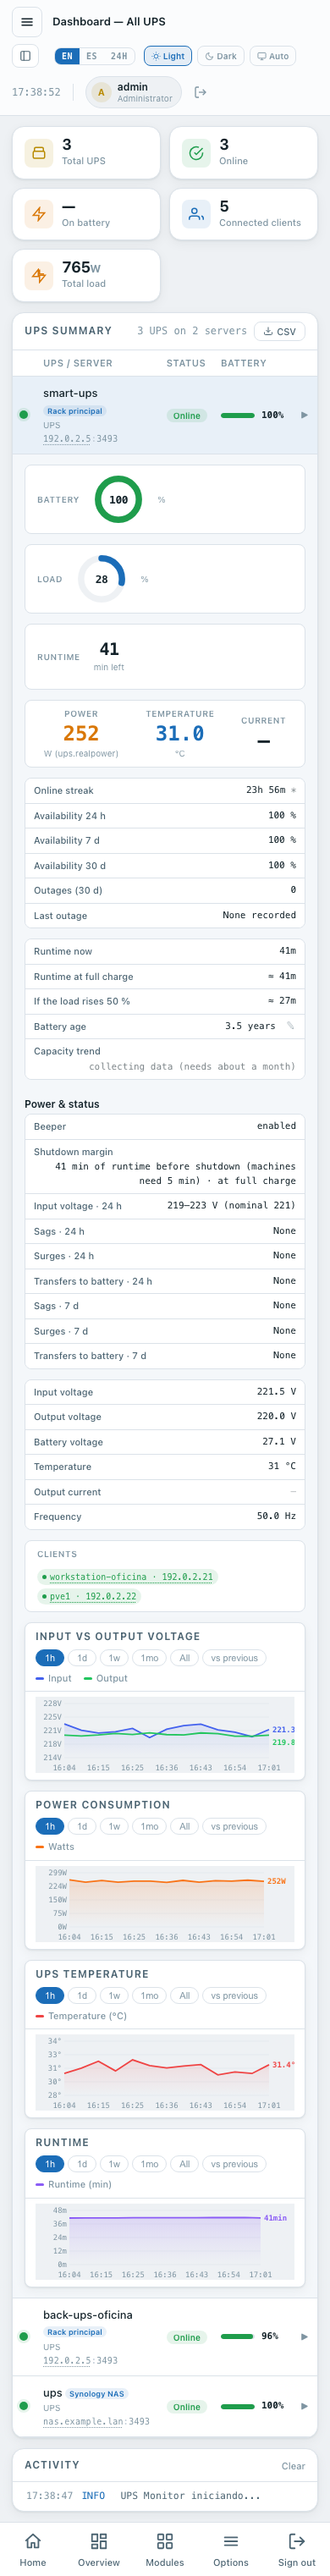 Dashboard — All UPS
EN ES 24H Light Dark Auto
17:38:52 A admin
Administrator
3
Total UPS
3
Online
—
On battery
5
Connected clients
765W
Total load
UPS SUMMARY 3 UPS on 2 servers CSV
UPS / SERVER STATUS BATTERY
smart-ups
Rack principal
UPS
192.0.2.5:3493
Online 100%
BATTERY 100 %
LOAD 28 %
RUNTIME 41
min left
POWER TEMPERATURE CURRENT
252 31.0 —
W (ups.realpower) °C
Online streak 23h 56m
Availability 24 h 100 %
Availability 7 d 100 %
Availability 30 d 100 %
Outages (30 d) 0
Last outage None recorded
Runtime now 41m
Runtime at full charge ≈ 41m
If the load rises 50 % ≈ 27m
Battery age 3.5 years
Capacity trend
collecting data (needs about a month)
Power & status
Beeper enabled
Shutdown margin
41 min of runtime before shutdown (machines
need 5 min) · at full charge
Input voltage · 24 h 219–223 V (nominal 221)
Sags · 24 h None
Surges · 24 h None
Transfers to battery · 24 h None
Sags · 7 d None
Surges · 7 d None
Transfers to battery · 7 d None
Input voltage 221.5 V
Output voltage 220.0 V
Battery voltage 27.1 V
Temperature 31 °C
Output current —
Frequency 50.0 Hz
CLIENTS
workstation-oficina · 192.0.2.21
pve1 · 192.0.2.22
INPUT VS OUTPUT VOLTAGE
1h 1d 1w 1mo All vs previous
Input Output
228V
225V
221V
218V
214V
221.3
219.8
16:04 16:15 16:25 16:36 16:43 16:54 17:01
POWER CONSUMPTION
1h 1d 1w 1mo All vs previous
Watts
299W
224W
150W
75W
0W
252W
16:04 16:15 16:25 16:36 16:43 16:54 17:01
UPS TEMPERATURE
1h 1d 1w 1mo All vs previous
Temperature (°C)
34°
33°
31°
30°
28°
31.4°
16:04 16:15 16:25 16:36 16:43 16:54 17:01
RUNTIME
1h 1d 1w 1mo All vs previous
Runtime (min)
48m
36m
24m
12m
0m
41min
16:04 16:15 16:25 16:36 16:43 16:54 17:01
back-ups-oficina
Rack principal
UPS
192.0.2.5:3493
Online 96%
ups Synology NAS
UPS
nas.example.lan:3493
Online 100%
ACTIVITY Clear
17:38:47 INFO UPS Monitor iniciando...
Home Overview Modules Options Sign out